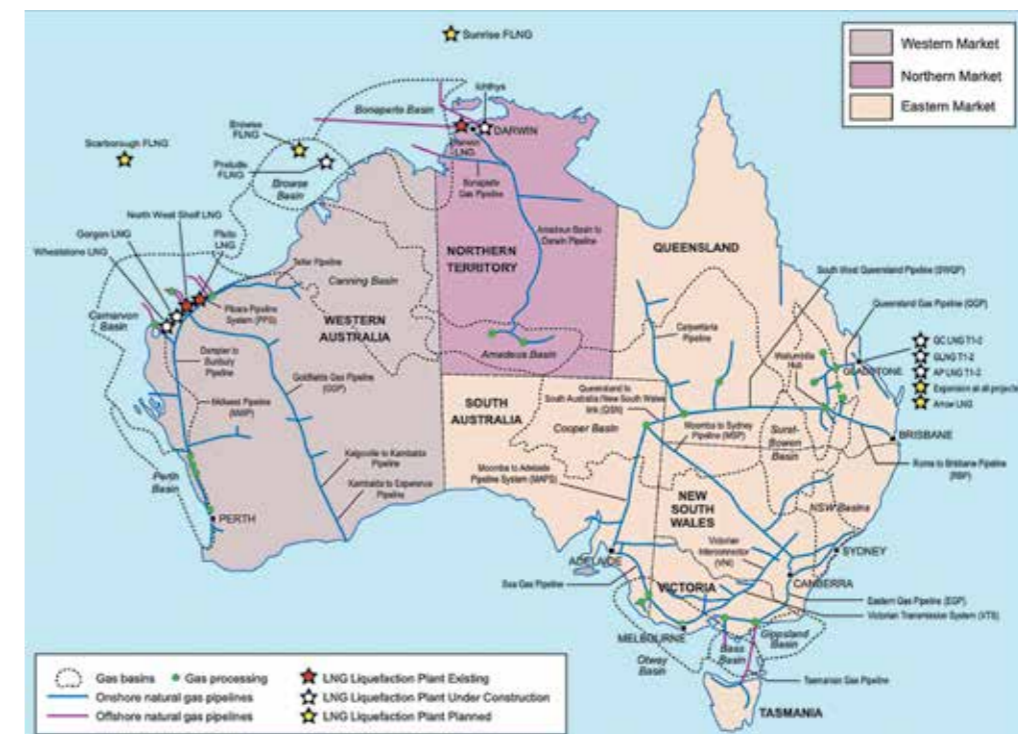 Sunrise FLNG
Western Market
Northern Market
Eastern Market
Ichthys
Bonaparte Basin
DARWIN
Darwin
LNG
Browse
FLNG
Scarborough FLNG
Prelude
FLNG
Browse
Basin
Bonaparte
Gas Pipeline
North West Shelf LNG
Gorgon LNG
Pluto
LNG
Wheatstone LNG
Amadeus Basin to
Darwin Pipeline
NORTHERN
TERRITORY
QUEENSLAND
South West Queensland Pipeline (SWQP)
Telfer Pipeline
Canning Basin
Queensland Gas Pipeline (QGP)
Carnarvon
Basin
Pilbara Pipeline
System (PPS)
WESTERN
AUSTRALIA
Carpentaria
Pipeline
Wallumbilla
Hub
GLADSTONE
QC LNG T1-2
GLNG T1-2
AP LNG T1-2
Expansion at all projects
Arrow LNG
Dampier to
Bunbury
Pipeline
Amadeus Basin
Goldfields Gas Pipeline
(GGP)
Midwest Pipeline
(MWP)
SOUTH
AUSTRALIA
Queensland to
South Australia/New South Wales
link (QSN)
Cooper Basin
Moomba to Sydney
Pipeline (MSP)
Surat-
Bowen
Basin
BRISBANE
Kalgoorlie to Kambalda
Pipeline
Moomba to Adelaide
Pipeline System (MAPS)
Roma to Brisbane Pipeline
(RBP)
Perth
Basin
Kambalda to Esperance
Pipeline
NEW
SOUTH
WALES
NSW Basins
PERTH
Victorian
Interconnector
(VNI)
SYDNEY
ADELAIDE
Sea Gas Pipeline
VICTORIA
CANBERRA
Eastern Gas Pipeline (EGP)
Victorian Transmission System (VTS)
MELBOURNE
Gippsland
Basin
Bass
Basin
Otway
Basin
Tasmanian Gas Pipeline
TASMANIA
Gas basins
Gas processing
LNG Liquefaction Plant Existing
Onshore natural gas pipelines
LNG Liquefaction Plant Under Construction
Offshore natural gas pipelines
LNG Liquefaction Plant Planned